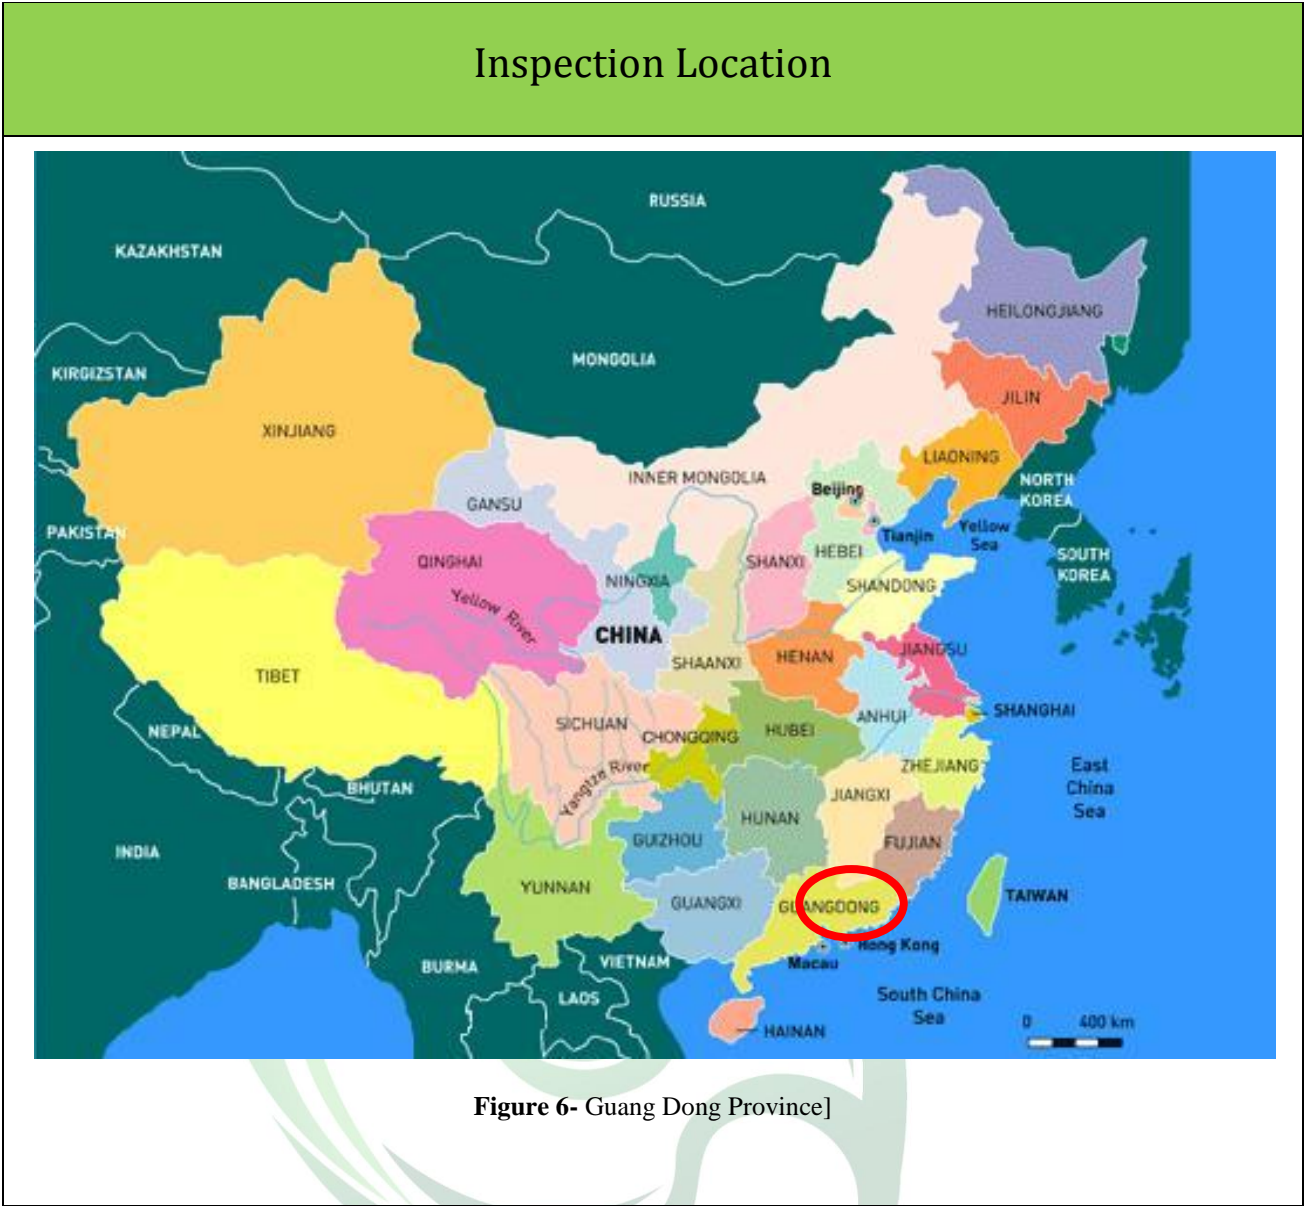 Inspection Location
RUSSIA
KAZAKHSTAN
HEILONGJIANG
MONGOLIA
KIRGIZSTAN
JILIN
XINJIANG
LIAONING
INNER MONGOLIA
NORTH
KOREA
Beijing
GANSU
PAKISTAN
Tianjin
Yellow
Sea
SHANXI
HEBEI
SOUTH
KOREA
QINGHAI
NINGXIA
SHANDONG
Yellow River
CHINA
JIANGSU
SHAANXI
HENAN
TIBET
SHANGHAI
ANHUI
SICHUAN
NEPAL
CHONGQING
HUBEI
ZHEJIANG
East
China
Sea
Yangtze River
BHUTAN
JIANGXI
HUNAN
GUIZHOU
FUJIAN
INDIA
BANGLADESH
YUNNAN
GUANGXI
GUANGDONG
TAIWAN
Hong Kong
Macau
BURMA
VIETNAM
LAOS
South China
Sea
HAINAN
0 400 km
Figure 6- Guang Dong Province]